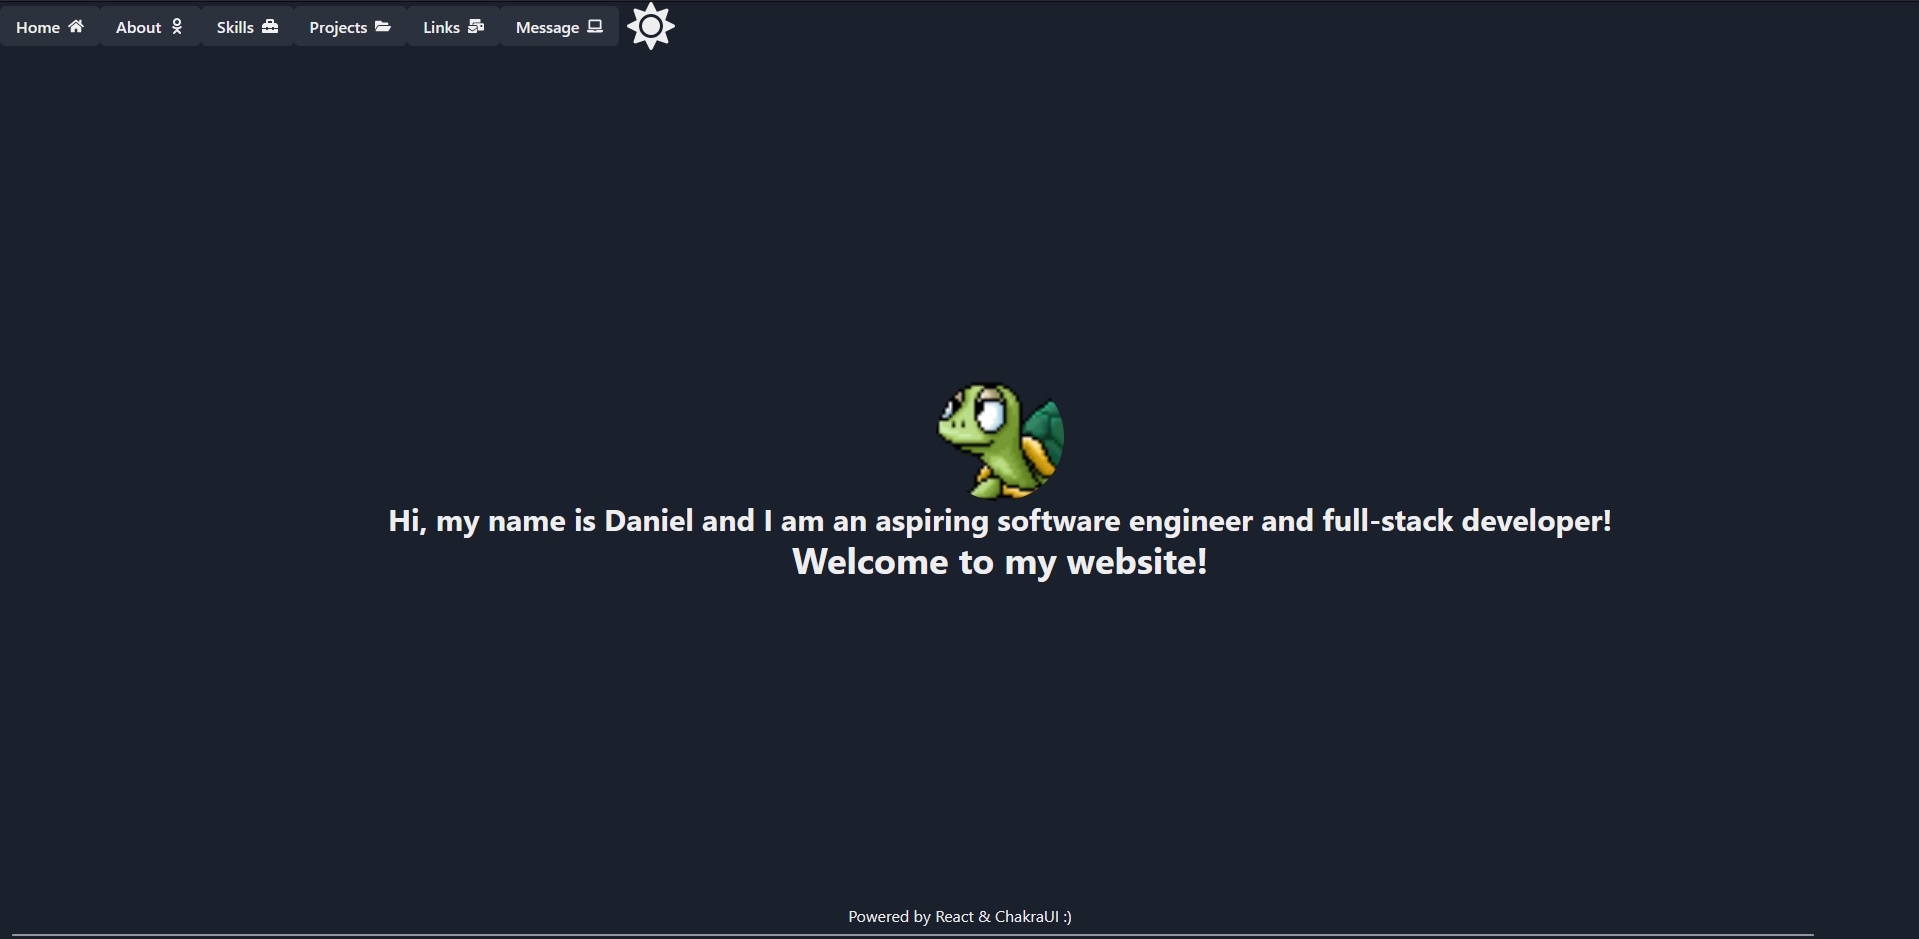 Home About Skills Projects Links Message
Hi, my name is Daniel and I am an aspiring software engineer and full-stack developer!
Welcome to my website!
Powered by React & ChakraUI :)